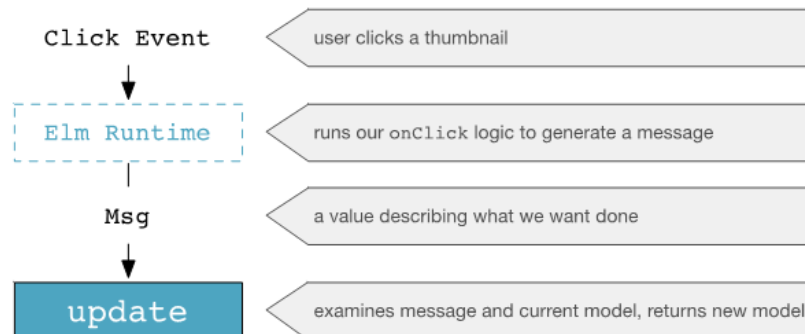 Click Event
user clicks a thumbnail
Elm Runtime
runs our onClick logic to generate a message
Msg
a value describing what we want done
update
examines message and current model, returns new model